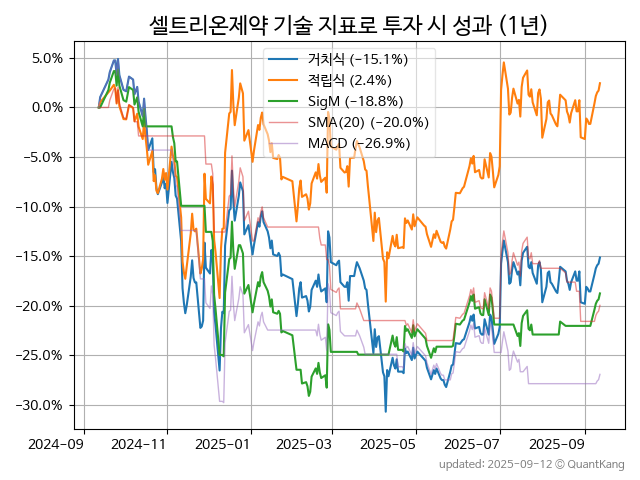 셀트리온제약 기술 지표로 투자 시 성과 (1년)
거치식 (−15.1%)
적립식 (2.4%)
SigM (−18.8%)
SMA(20) (−20.0%)
MACD (−26.9%)
5.0%
0.0%
−5.0%
−10.0%
−15.0%
−20.0%
−25.0%
−30.0%
2024-09 2024-11 2025-01 2025-03 2025-05 2025-07 2025-09
updated: 2025-09-12 © QuantKang